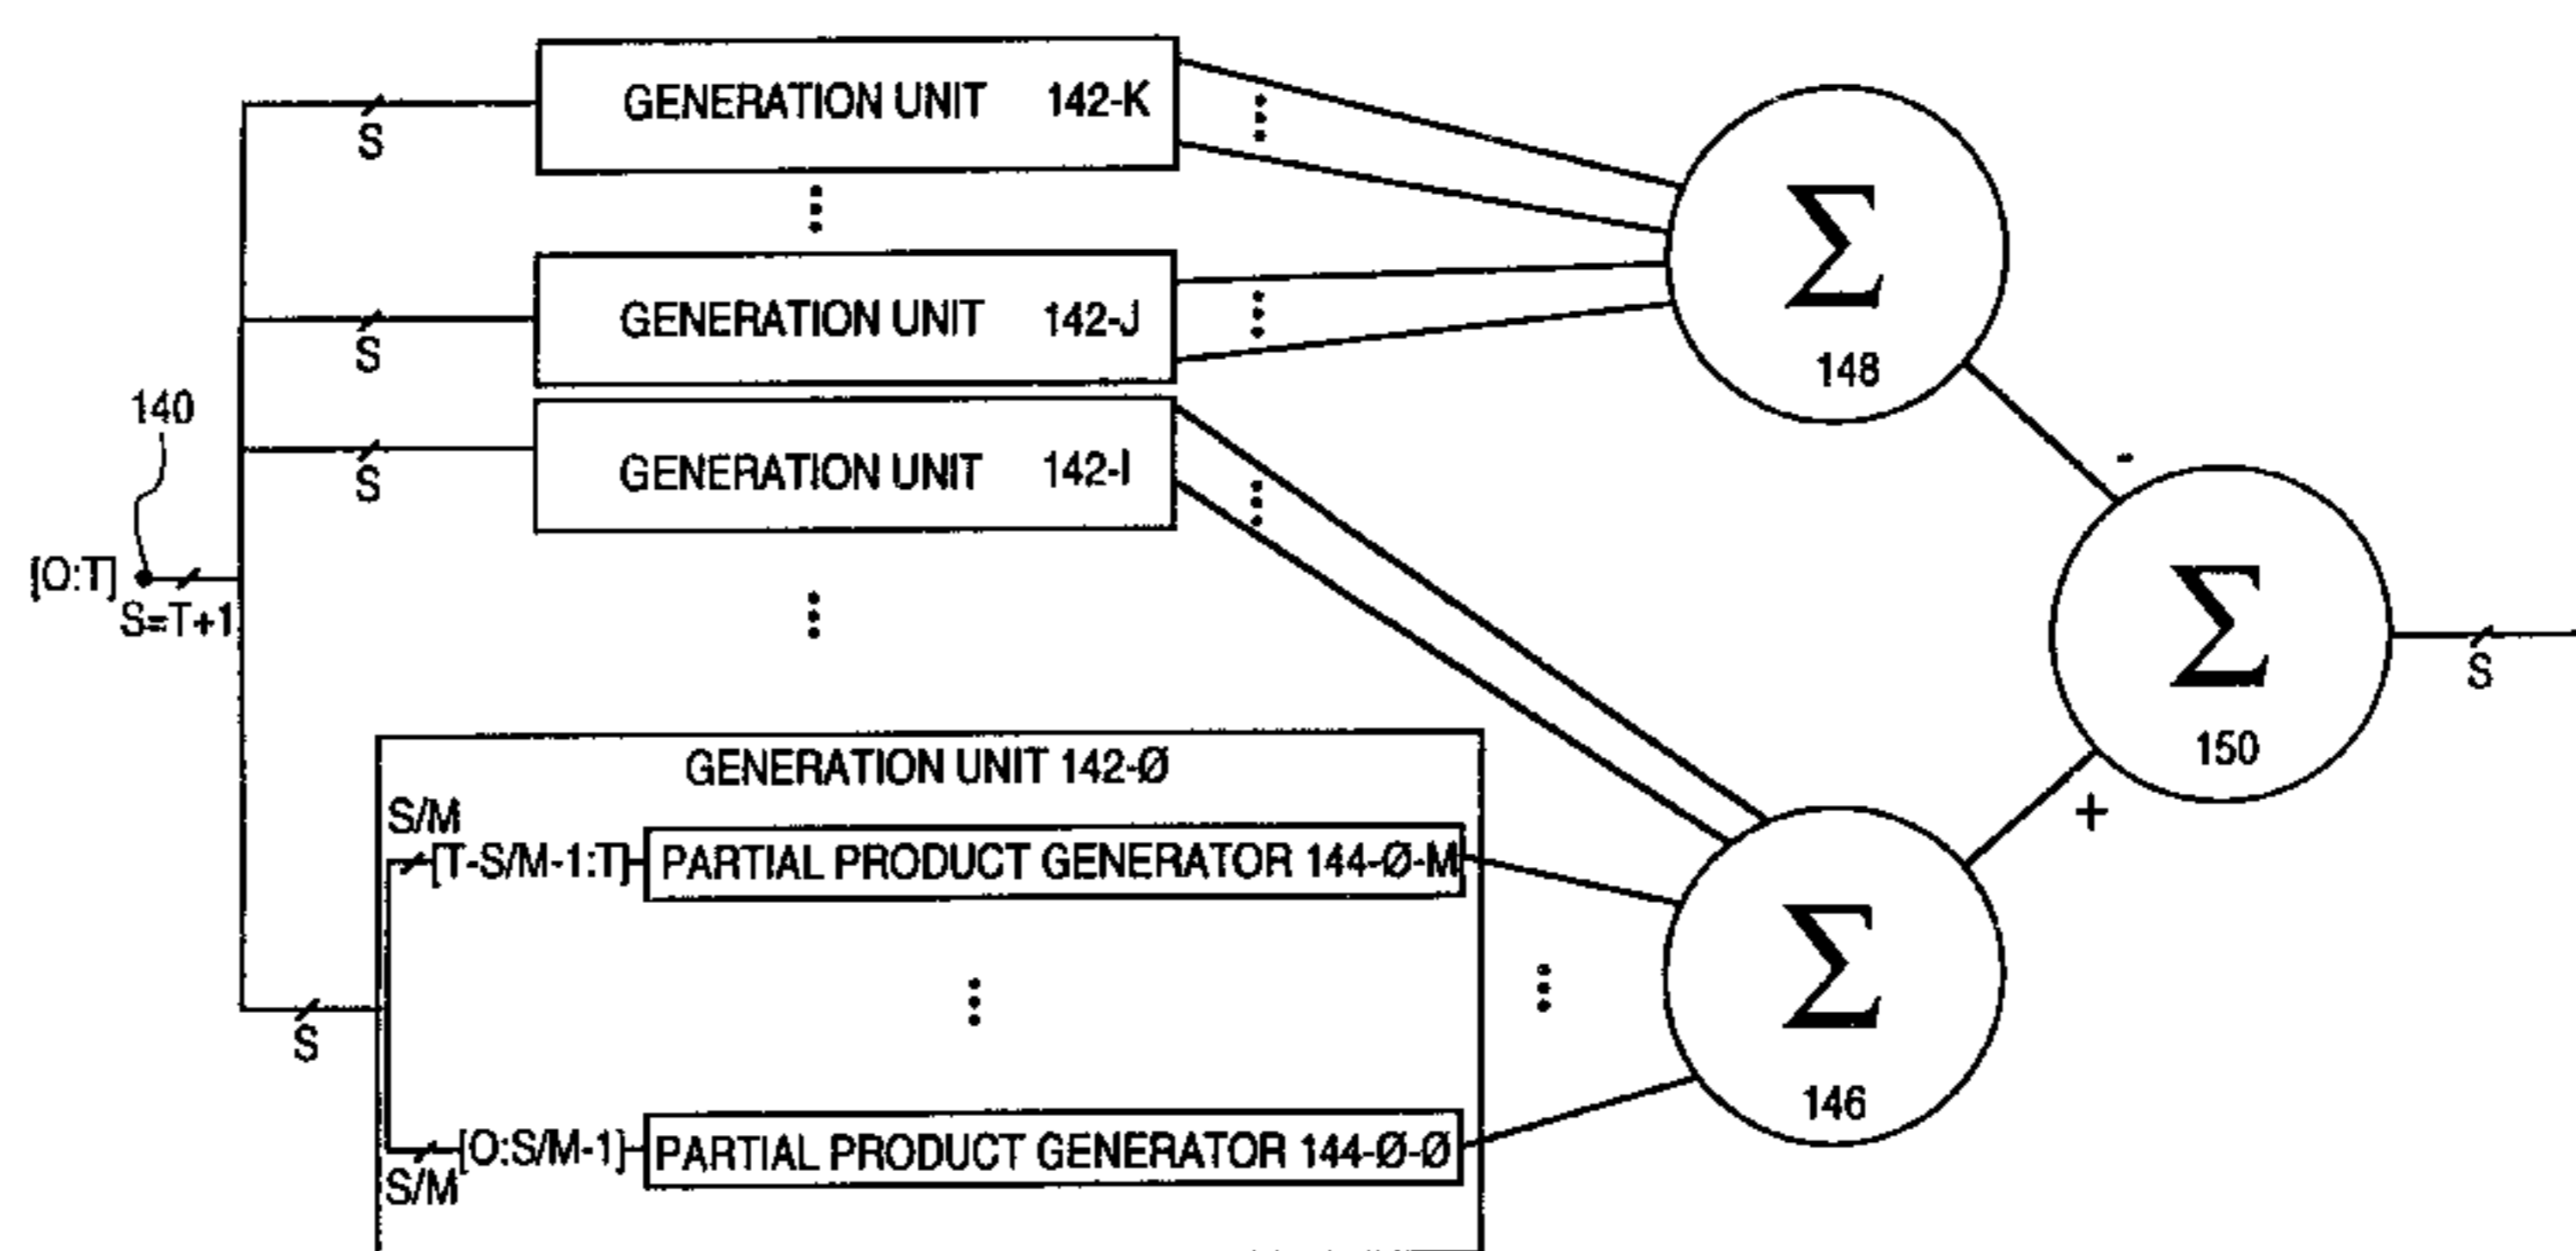 GENERATION UNIT 142-K
S
Σ
148
GENERATION UNIT 142-J
S
140
GENERATION UNIT 142-I
S
-
[O:T]
S=T+1
Σ
150
S
+
GENERATION UNIT 142-Ø
S/M
[T-S/M-1:T]
PARTIAL PRODUCT GENERATOR 144-Ø-M
S
Σ
146
[O:S/M-1]
PARTIAL PRODUCT GENERATOR 144-Ø-Ø
S/M